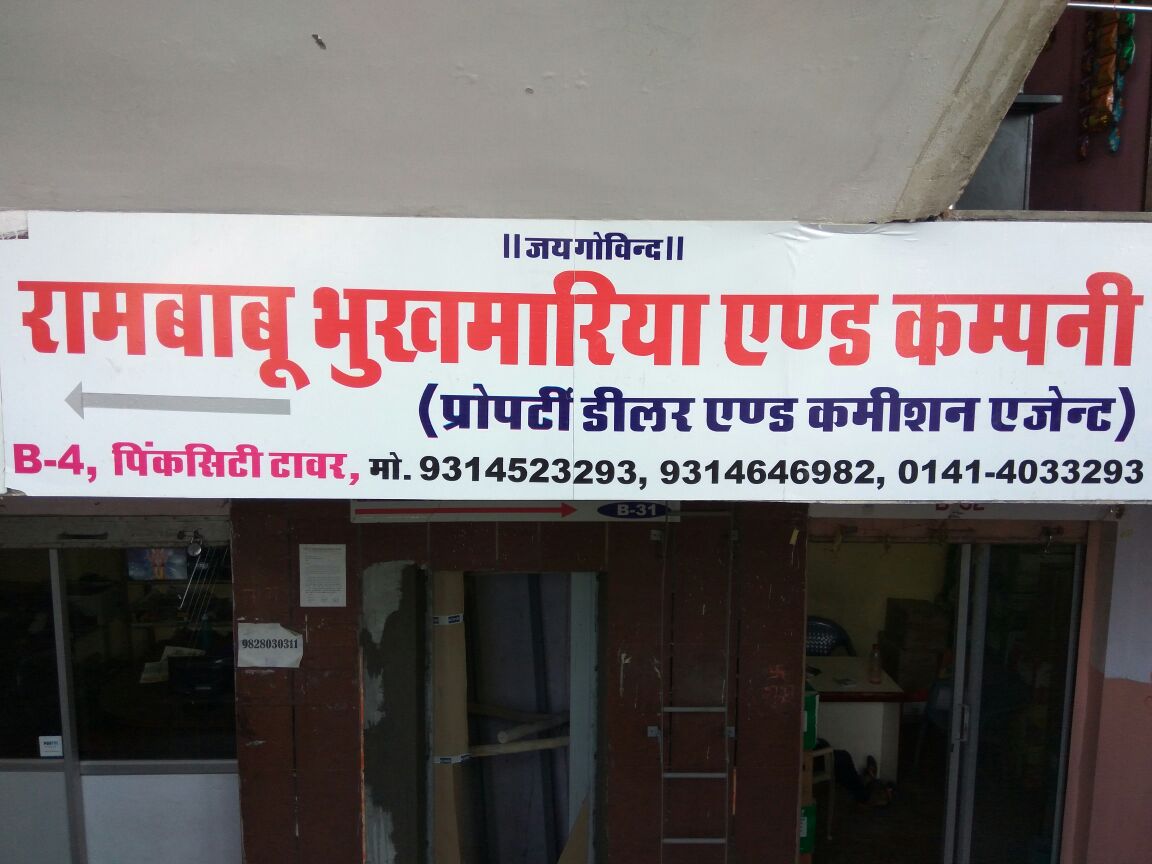 ||जय गोविन्द||
रामबाबू भुखमारिया एण्ड कम्पनी
(प्रोपर्टी डीलर एण्ड कमीशन एजेन्ट)
B-4, पिंकसिटी टावर, मो. 9314523293, 9314646982, 0141-4033293
B-31
9828030311